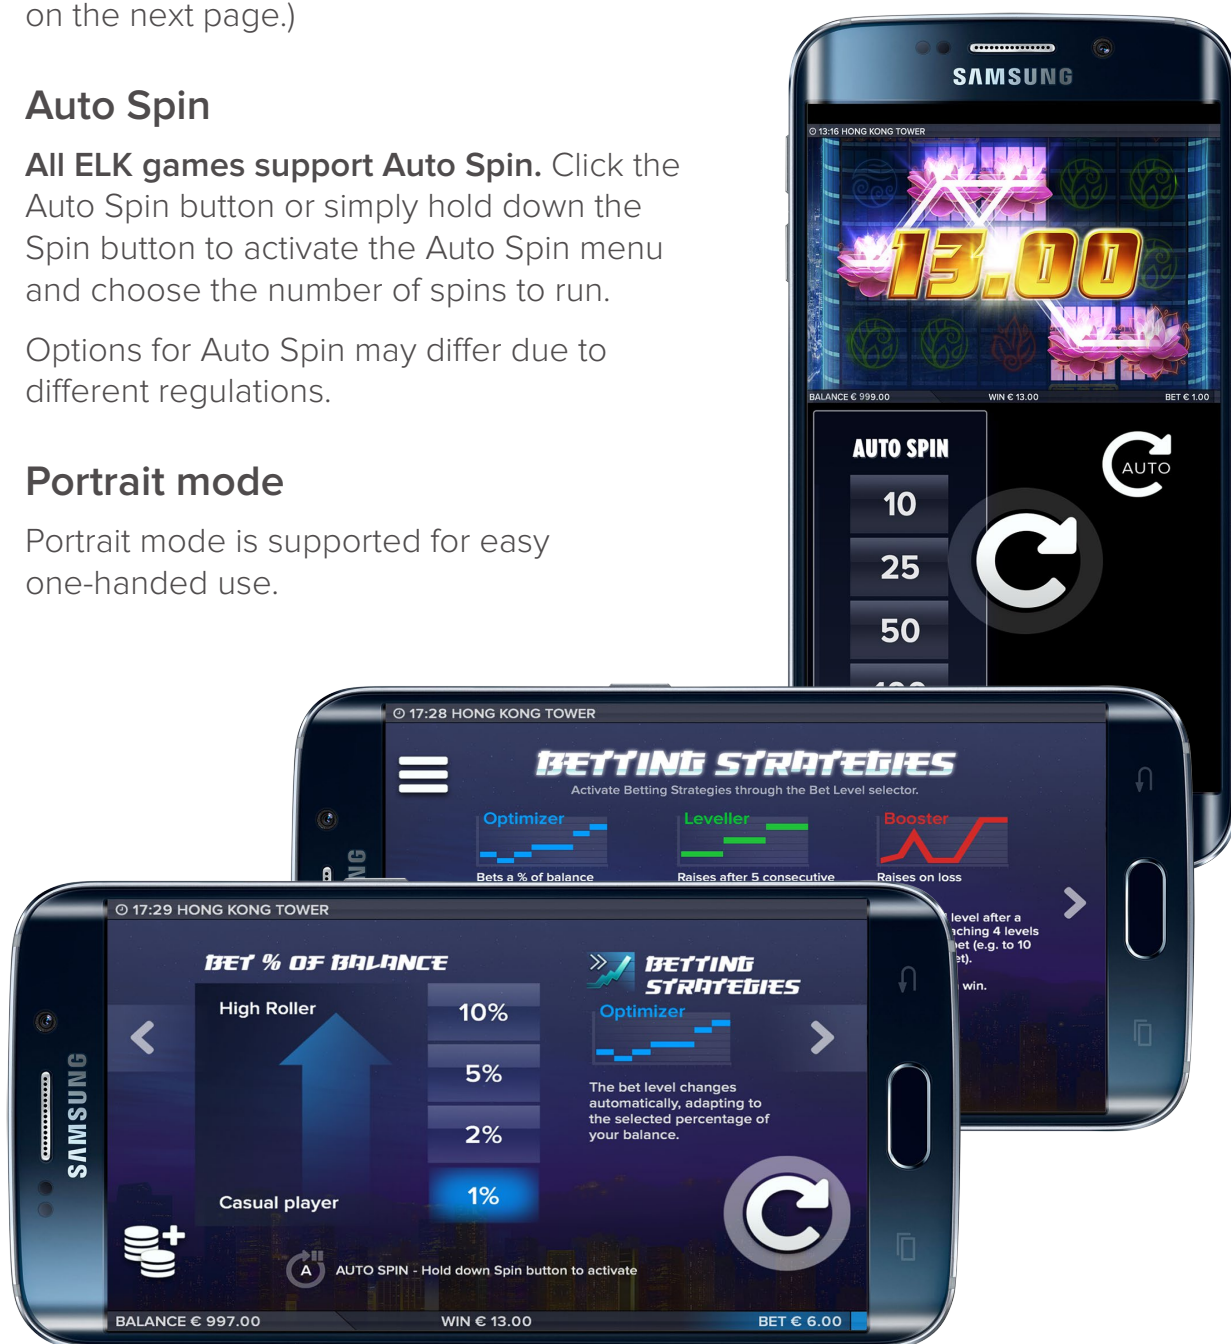 on the next page.)
Auto Spin
All ELK games support Auto Spin. Click the
Auto Spin button or simply hold down the
Spin button to activate the Auto Spin menu
and choose the number of spins to run.
Options for Auto Spin may differ due to
different regulations.
Portrait mode
Portrait mode is supported for easy
one-handed use.
SAMSUNG
13:16 HONG KONG TOWER
13.00
BALANCE € 999.00 WIN € 13.00 BET € 1.00
AUTO SPIN
10
25
50
AUTO
17:28 HONG KONG TOWER
BETTING STRATEGIES
Activate Betting Strategies through the Bet Level selector.
Optimizer Leveller Booster
Bets a % of balance Raises after 5 consecutive Raises on loss
level after a
aching 4 levels
et (e.g. to 10
et).
win.
17:29 HONG KONG TOWER
BET % OF BALANCE
High Roller
Casual player
10%
5%
2%
1%
BETTING
STRATEGIES
Optimizer
The bet level changes
automatically, adapting to
the selected percentage of
your balance.
A AUTO SPIN - Hold down Spin button to activate
BALANCE € 997.00 WIN € 13.00 BET € 6.00
SAMSUNG